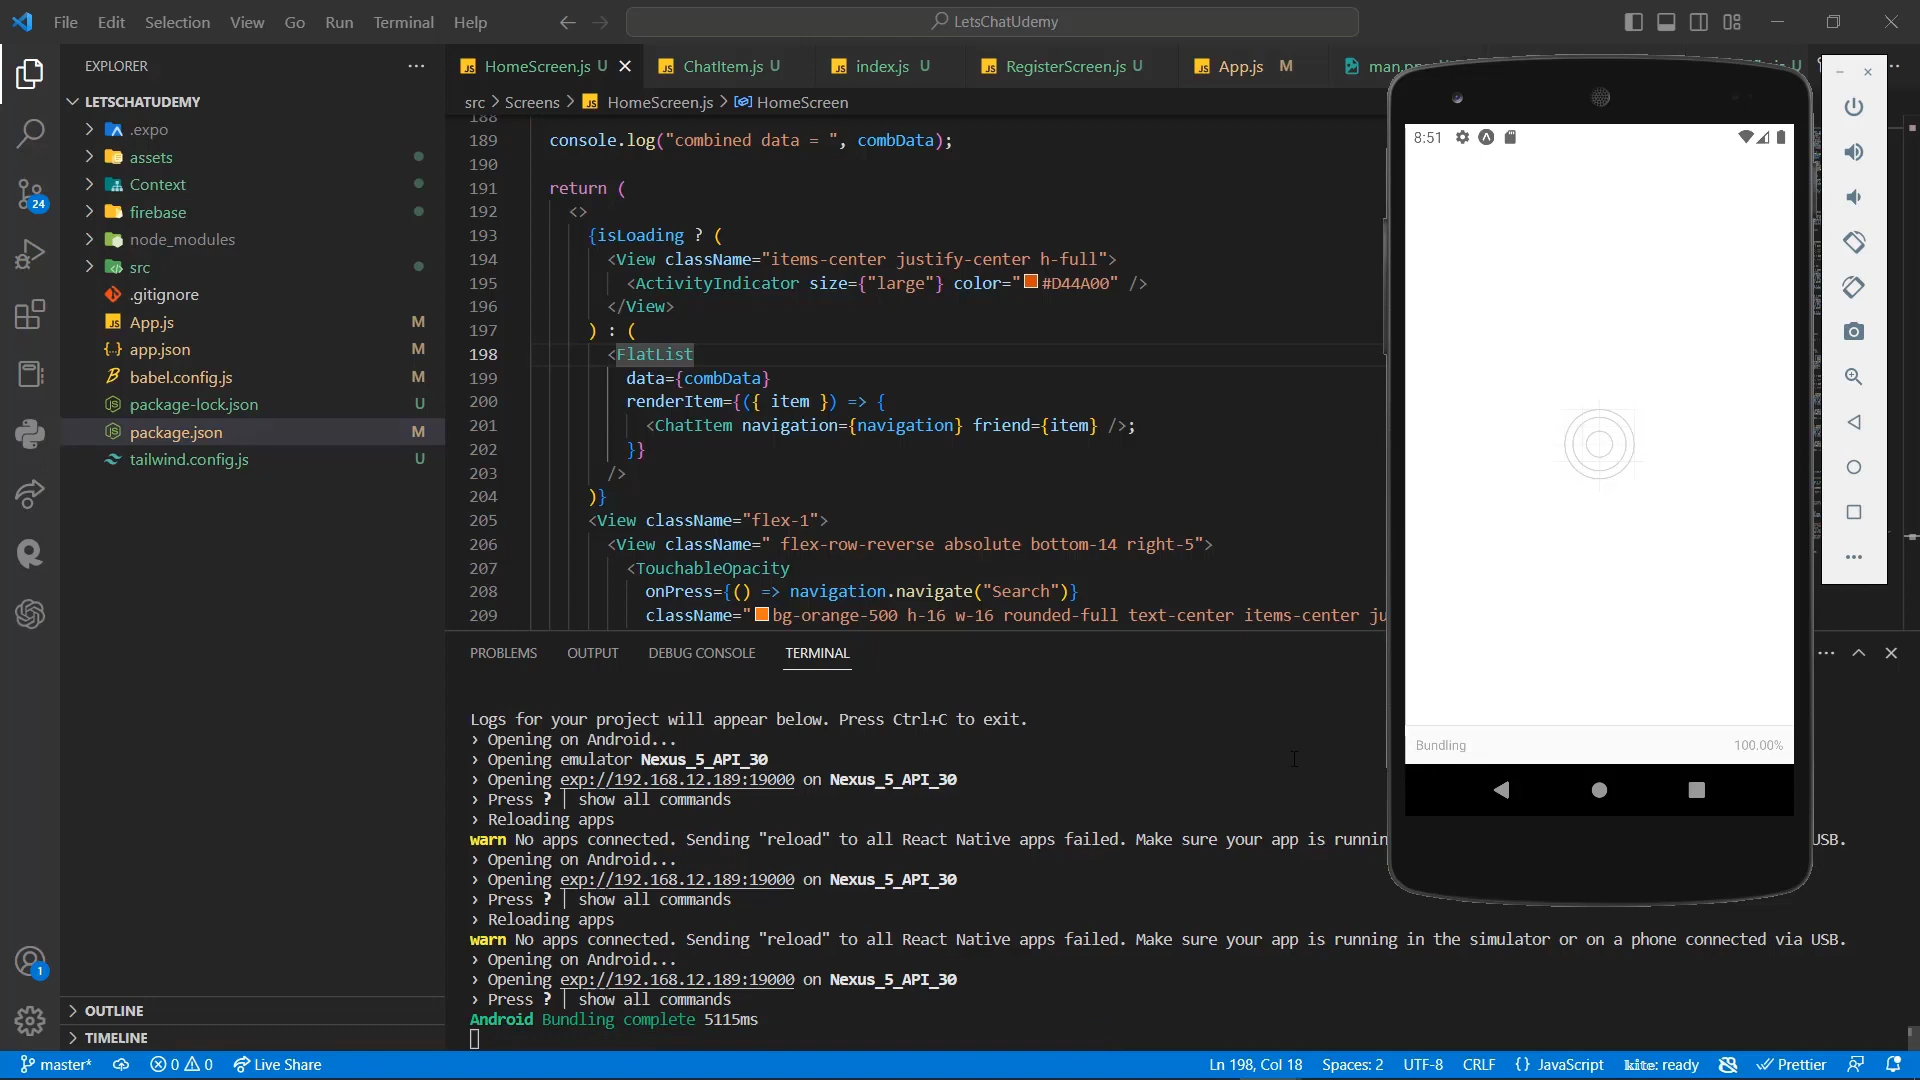 File Edit Selection View Go Run Terminal Help
LetsChatUdemy
EXPLORER
LETSCHATUDEMY
.expo
assets
Context
firebase
node_modules
src
.gitignore
App.js M
app.json M
babel.config.js M
package-lock.json U
package.json M
tailwind.config.js U
OUTLINE
TIMELINE
24
1
HomeScreen.js U
ChatItem.js U
index.js U
RegisterScreen.js U
App.js M
src > Screens > HomeScreen.js > HomeScreen
188
189 console.log("combined data = ", combData);
190
191 return (
192 <>
193 {isLoading ? (
194 <View className="items-center justify-center h-full">
195 <ActivityIndicator size={"large"} color="#D44A00" />
196 </View>
197 ) : (
198 <FlatList
199 data={combData}
200 renderItem={({ item }) => {
201 <ChatItem navigation={navigation} friend={item} />;
202 }}
203 />
204 )}
205 <View className="flex-1">
206 <View className=" flex-row-reverse absolute bottom-14 right-5">
207 <TouchableOpacity
208 onPress={() => navigation.navigate("Search")}
209 className="bg-orange-500 h-16 w-16 rounded-full text-center items-center ju
PROBLEMS OUTPUT DEBUG CONSOLE TERMINAL
Logs for your project will appear below. Press Ctrl+C to exit.
› Opening on Android...
› Opening emulator Nexus_5_API_30
› Opening exp://192.168.12.189:19000 on Nexus_5_API_30
› Press ? | show all commands
› Reloading apps
warn No apps connected. Sending "reload" to all React Native apps failed. Make sure your app is runnin USB.
› Opening on Android...
› Opening exp://192.168.12.189:19000 on Nexus_5_API_30
› Press ? | show all commands
› Reloading apps
warn No apps connected. Sending "reload" to all React Native apps failed. Make sure your app is running in the simulator or on a phone connected via USB.
› Opening on Android...
› Opening exp://192.168.12.189:19000 on Nexus_5_API_30
› Press ? | show all commands
Android Bundling complete 5115ms
8:51
Bundling 100.00%
master* 0 0 Live Share
Ln 198, Col 18 Spaces: 2 UTF-8 CRLF {} JavaScript kite: ready Prettier